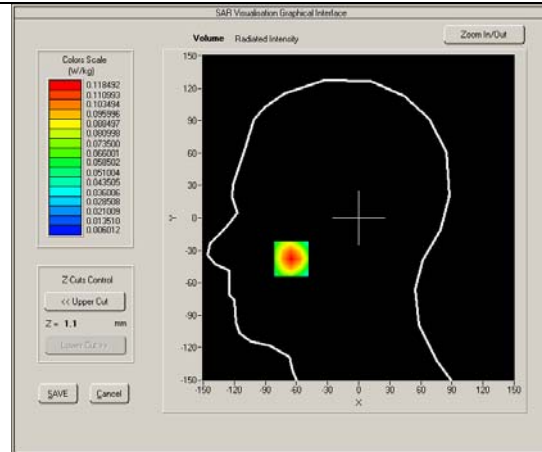 SAR Visualisation Graphical Interface
Volume Radiated Intensity
Zoom In/Out
Colors Scale
(W/kg)
0.118492
0.110993
0.103494
0.095996
0.088497
0.080998
0.073500
0.066001
0.058502
0.051004
0.043505
0.036006
0.028508
0.021009
0.013510
0.006012
Z Cuts Control
<< Upper Cut
Z = 1.1 mm
Lower Cut >>
SAVE Cancel
150
120
90
60
30
0
-30
-60
-90
-120
-150
Y
-150 -120 -90 -60 -30 0 30 60 90 120 150
X